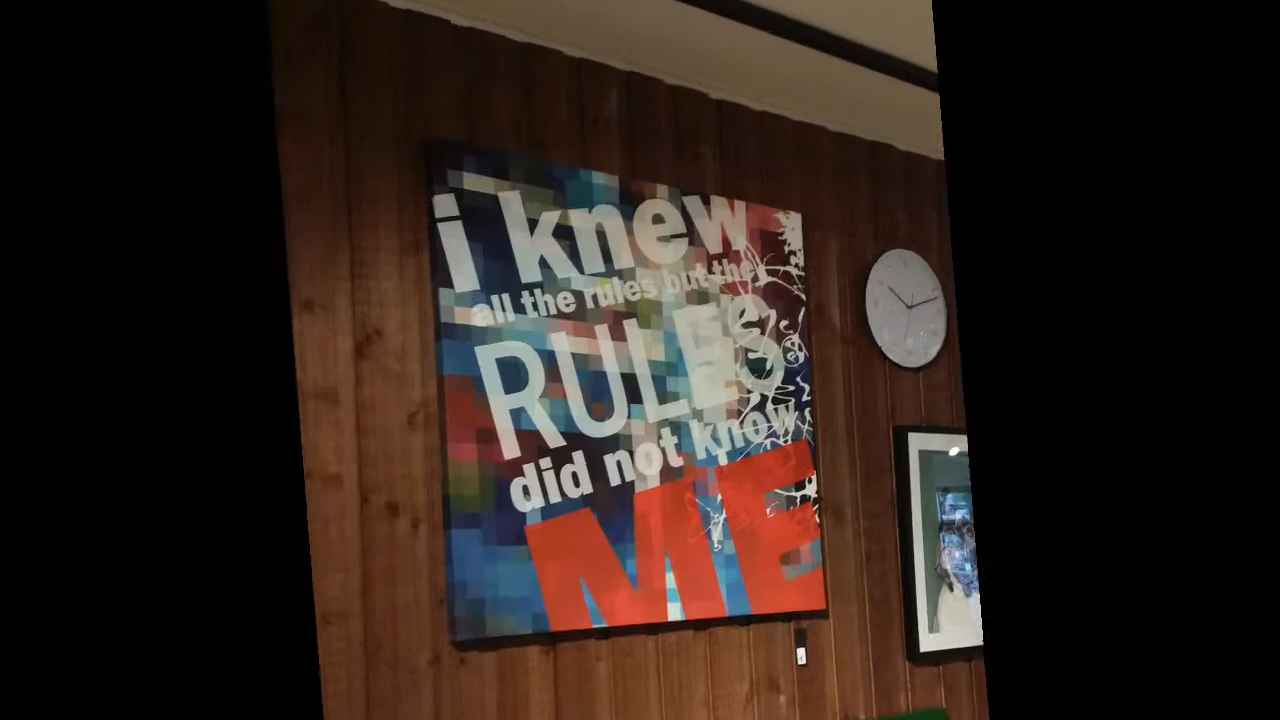 i knew
all the rules but the
RULES
did not know
ME